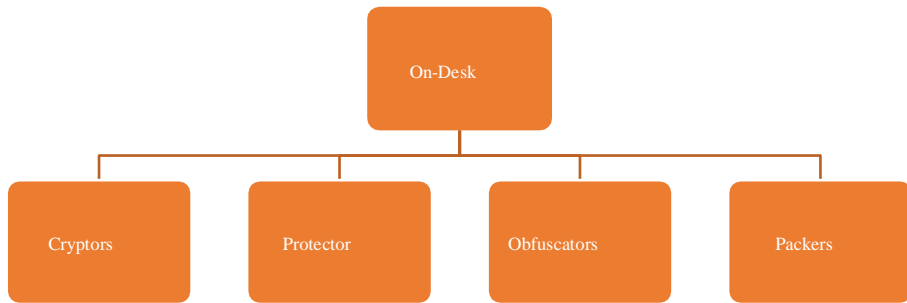 On-Desk
Cryptors
Protector
Obfuscators
Packers